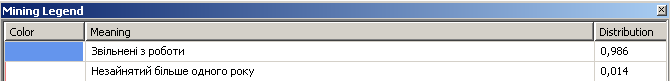 Mining Legend
Color Meaning Distribution
Звільнені з роботи 0,986
Незайнятий більше одного року 0,014